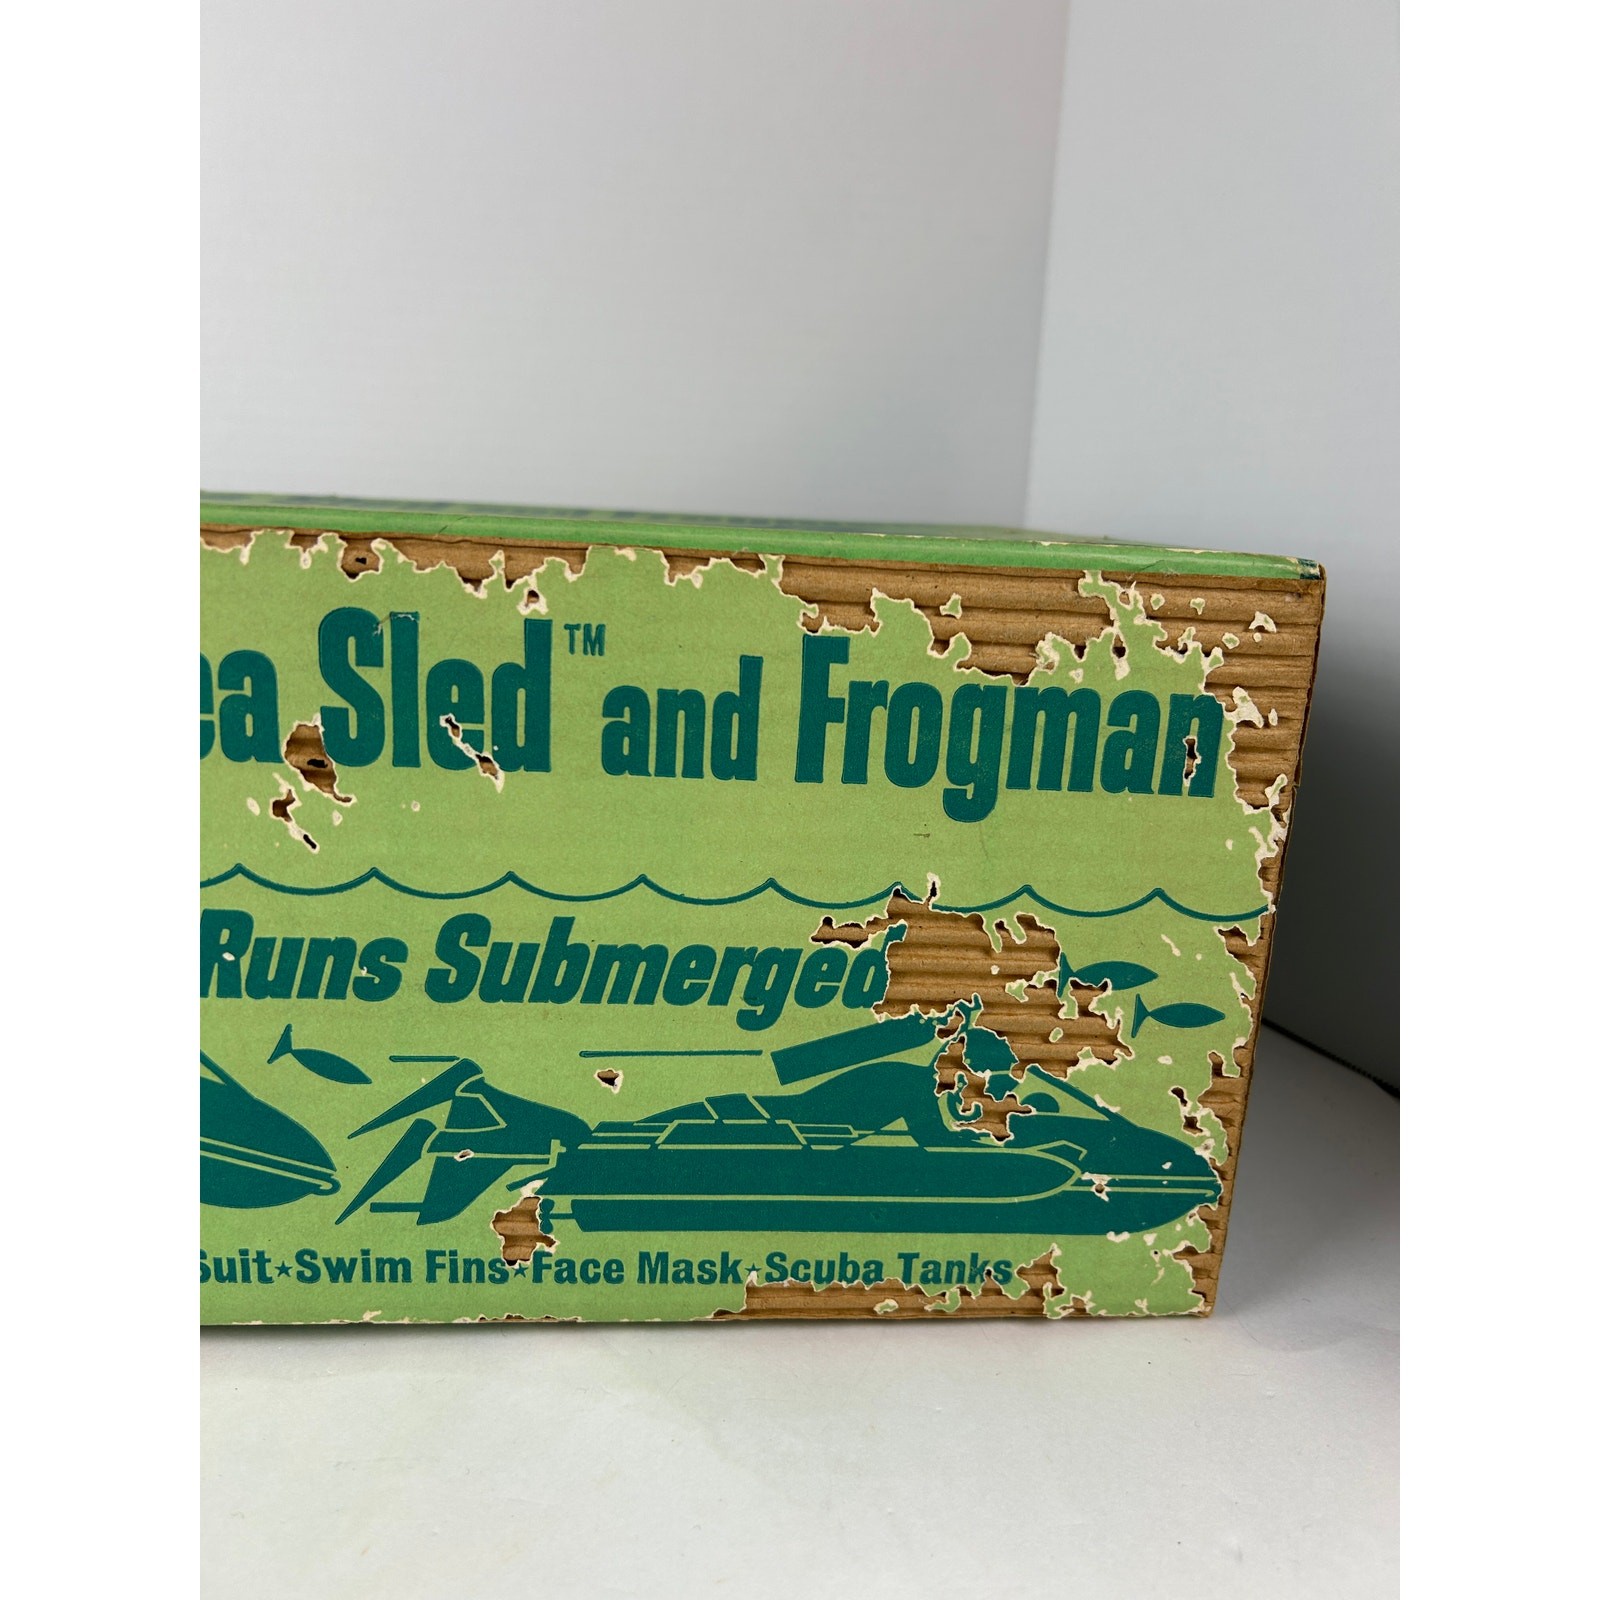 ea Sled™ and Frogman
Runs Submerged
Suit★Swim Fins★Face Mask★Scuba Tanks